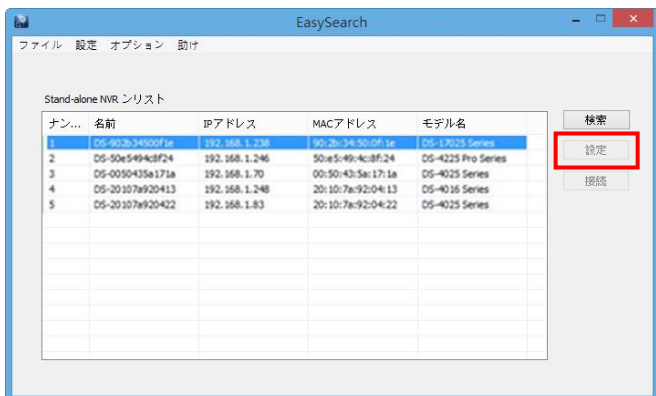 EasySearch
ファイル 設定 オプション 助け
Stand-alone NVR ンリスト
ナン... 名前 IPアドレス MACアドレス モデル名
検索
1 DS-902b34500f1e 192.168.1.238 90:2b:34:50:0f:1e DS-17025 Series
設定
2 DS-50e5494c8f24 192.168.1.246 50:e5:49:4c:8f:24 DS-4225 Pro Series
3 DS-0050435a171a 192.168.1.70 00:50:43:5a:17:1a DS-4025 Series
接続
4 DS-20107a920413 192.168.1.248 20:10:7a:92:04:13 DS-4016 Series
5 DS-20107a920422 192.168.1.83 20:10:7a:92:04:22 DS-4025 Series